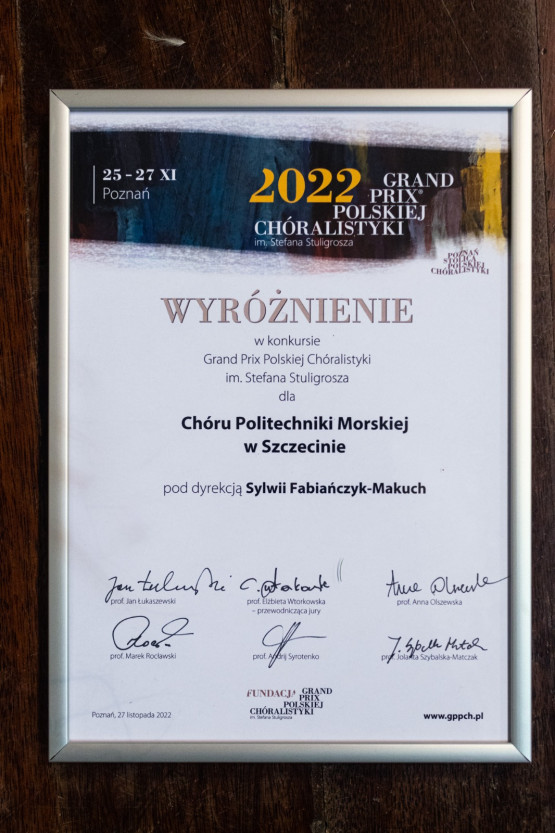 25 - 27 XI
Poznań
2022 GRAND
PRIX®
POLSKIEJ
CHÓRALISTYKI
im. Stefana Stuligrosza
POZNAŃ
STOLICĄ
POLSKIEJ
CHÓRALISTYKI
WYRÓŻNIENIE
w konkursie
Grand Prix Polskiej Chóralistyki
im. Stefana Stuligrosza
dla
Chóru Politechniki Morskiej
w Szczecinie
pod dyrekcją Sylwii Fabiańczyk-Makuch
prof. Jan Łukaszewski
prof. Elżbieta Wtorkowska
– przewodnicząca jury
prof. Anna Olszewska
prof. Marek Rocławski
prof. Andrij Syrotenko
prof. Jolanta Szybalska-Matczak
FUNDACJA GRAND
PRIX
POLSKIEJ
CHÓRALISTYKI
im. Stefana Stuligrosza
Poznań, 27 listopada 2022
www.gppch.pl